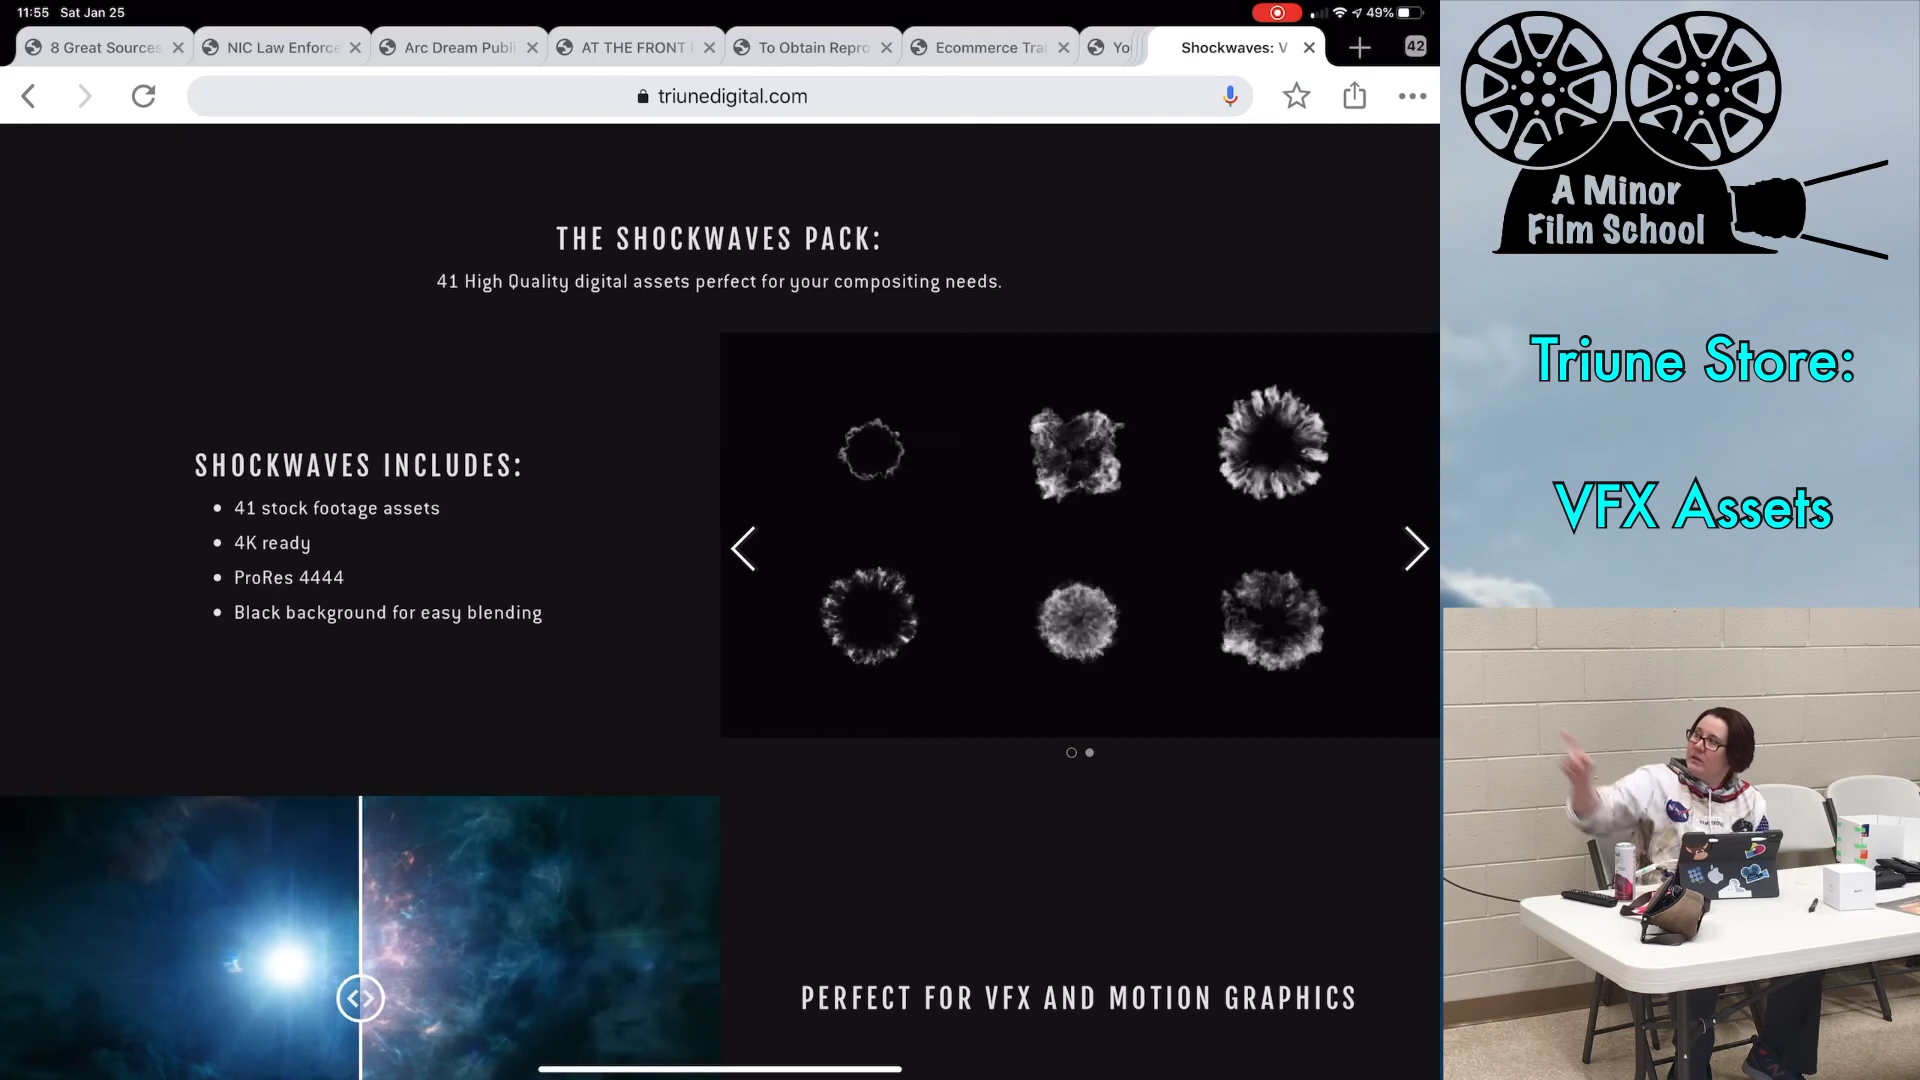 11:55 Sat Jan 25
49%
8 Great Sources
NIC Law Enforce
Arc Dream Publi
AT THE FRONT
To Obtain Repro
Ecommerce Trai
Yo
Shockwaves: V
42
triunedigital.com
THE SHOCKWAVES PACK:
41 High Quality digital assets perfect for your compositing needs.
SHOCKWAVES INCLUDES:
41 stock footage assets
4K ready
ProRes 4444
Black background for easy blending
PERFECT FOR VFX AND MOTION GRAPHICS
A Minor
Film School
Triune Store:
VFX Assets